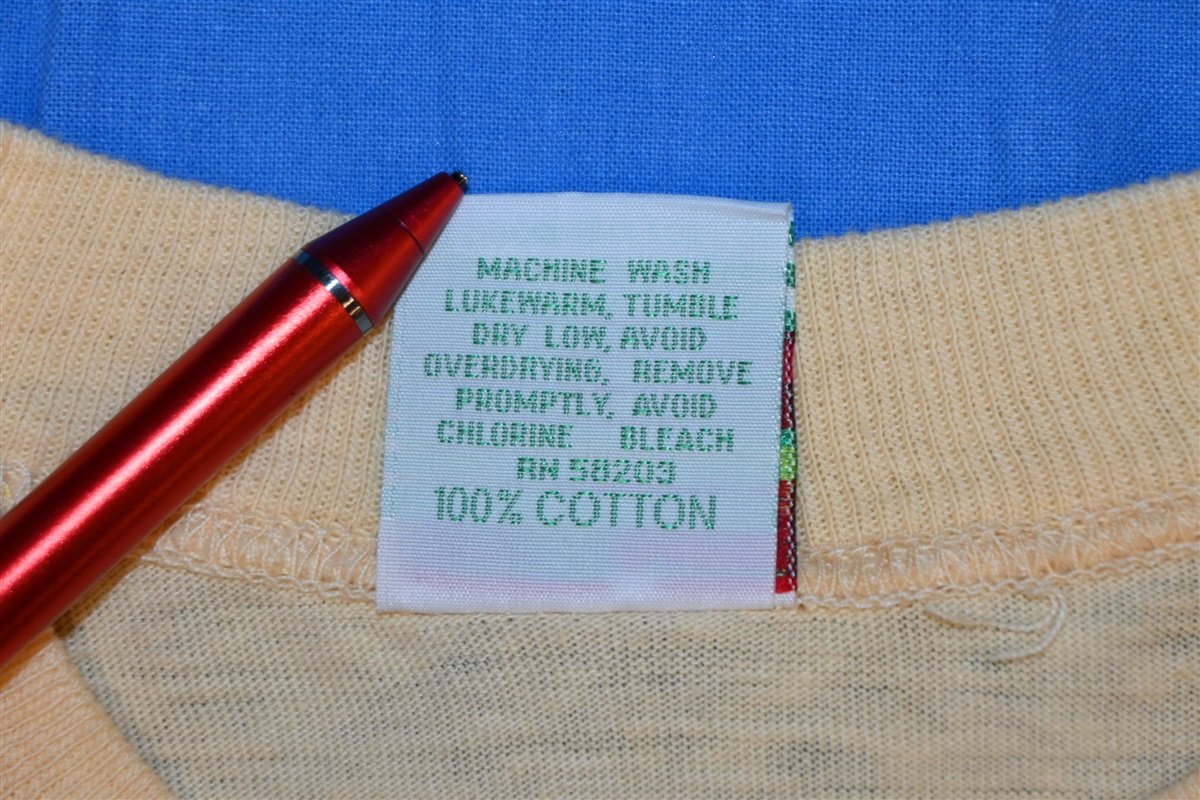 MACHINE WASH
LUKEWARM, TUMBLE
DRY LOW, AVOID
OVERDRYING, REMOVE
PROMPTLY, AVOID
CHLORINE BLEACH
RN 58203
100% COTTON